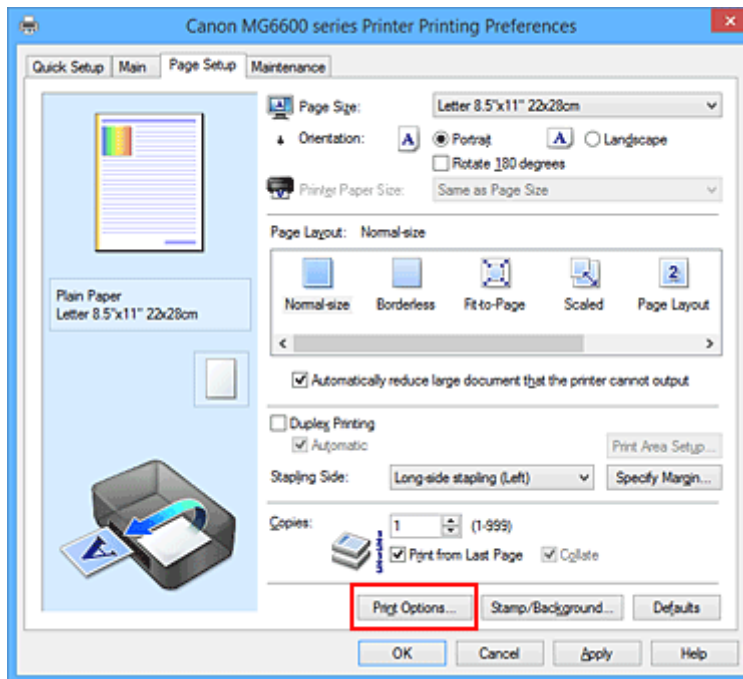 Canon MG6600 series Printer Printing Preferences
Quick Setup Main Page Setup Maintenance
Page Size: Letter 8.5"x11" 22x28cm
Orientation: A Portrait A Landscape
Rotate 180 degrees
Printer Paper Size: Same as Page Size
Page Layout: Normal-size
2
Normal-size Borderless Fit-to-Page Scaled Page Layout
Plain Paper
Letter 8.5"x11" 22x28cm
Automatically reduce large document that the printer cannot output
Duplex Printing
Automatic
Print Area Setup...
Stapling Side: Long-side stapling (Left) Specify Margin...
Copies: 1 (1-999)
Print from Last Page Collate
A
Print Options... Stamp/Background... Defaults
OK Cancel Apply Help